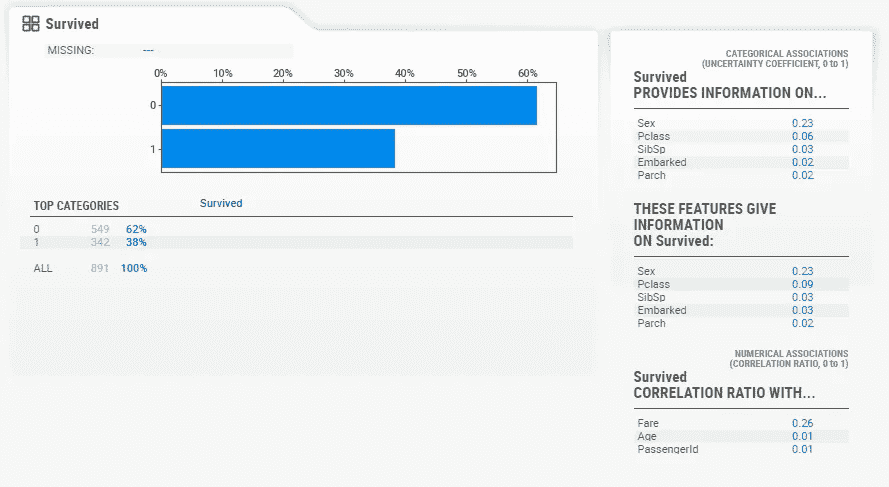 Survived
MISSING: ---
0% 10% 20% 30% 40% 50% 60%
0
1
TOP CATEGORIES Survived
0 549 62%
1 342 38%
ALL 891 100%
CATEGORICAL ASSOCIATIONS
(UNCERTAINTY COEFFICIENT, 0 to 1)
Survived
PROVIDES INFORMATION ON...
Sex 0.23
Pclass 0.06
SibSp 0.03
Embarked 0.02
Parch 0.02
THESE FEATURES GIVE
INFORMATION
ON Survived:
Sex 0.23
Pclass 0.09
SibSp 0.03
Embarked 0.03
Parch 0.02
NUMERICAL ASSOCIATIONS
(CORRELATION RATIO, 0 to 1)
Survived
CORRELATION RATIO WITH...
Fare 0.26
Age 0.01
PassengerId 0.01